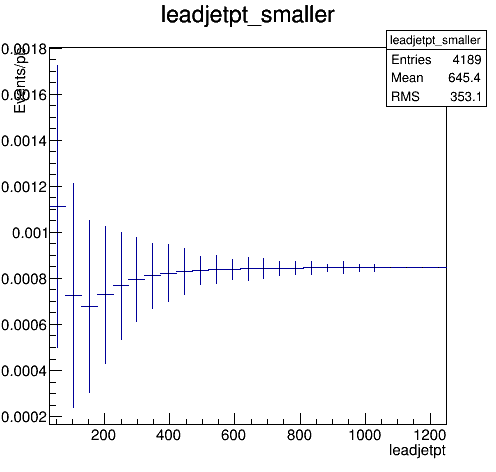 leadjetpt_smaller
leadjetpt_smaller
Entries 4189
Mean 645.4
RMS 353.1
Events/pb
0.0018
0.0016
0.0014
0.0012
0.001
0.0008
0.0006
0.0004
0.0002
200 400 600 800 1000 1200
leadjetpt